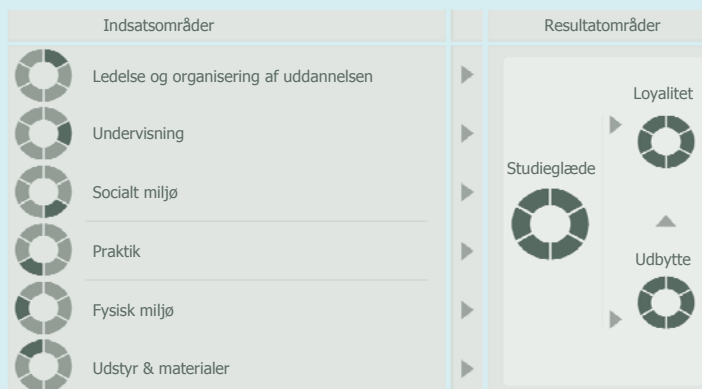 Indsatsområder
Resultatområder
Ledelse og organisering af uddannelsen
Undervisning
Socialt miljø
Praktik
Fysisk miljø
Udstyr & materialer
Studieglæde
Loyalitet
Udbytte